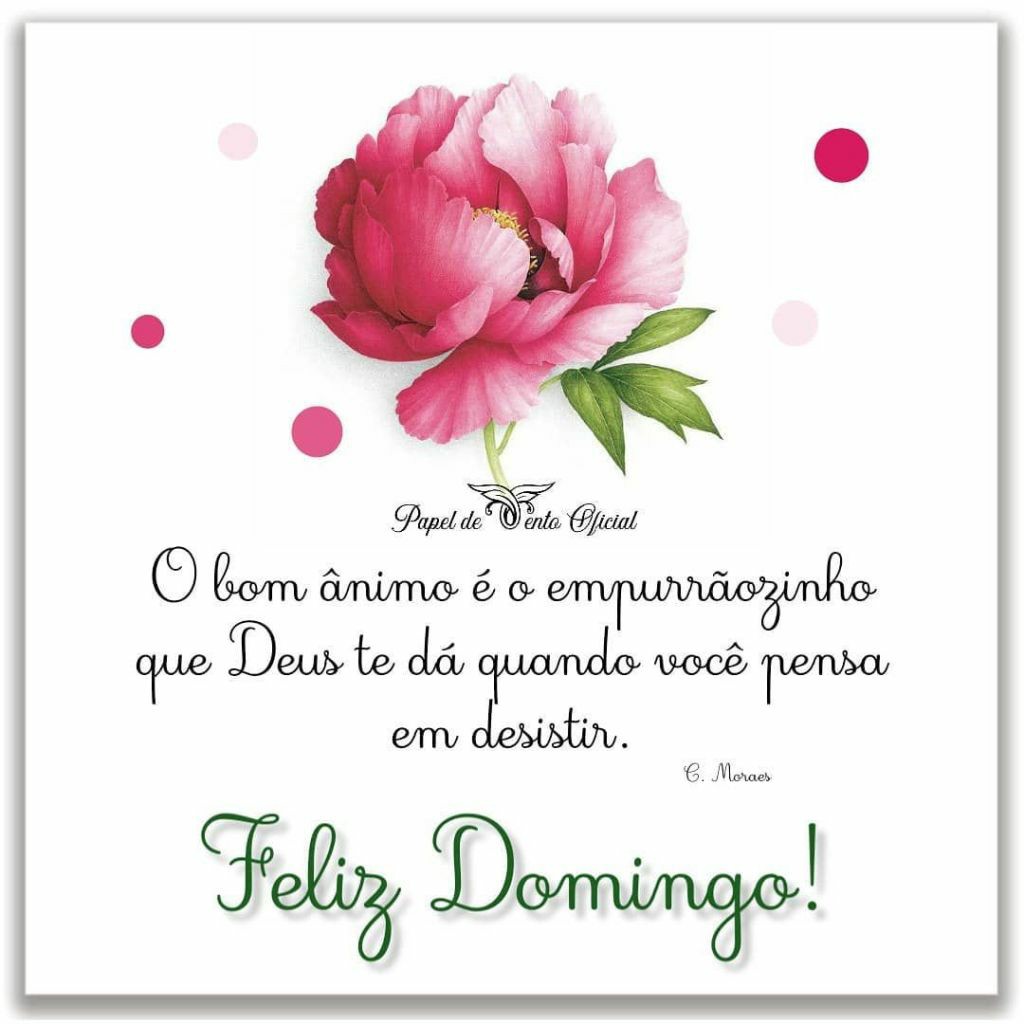 Papel de Vento Oficial
O bom ânimo é o empurrãozinho
que Deus te dá quando você pensa
em desistir.
C. Moraes
Feliz Domingo!